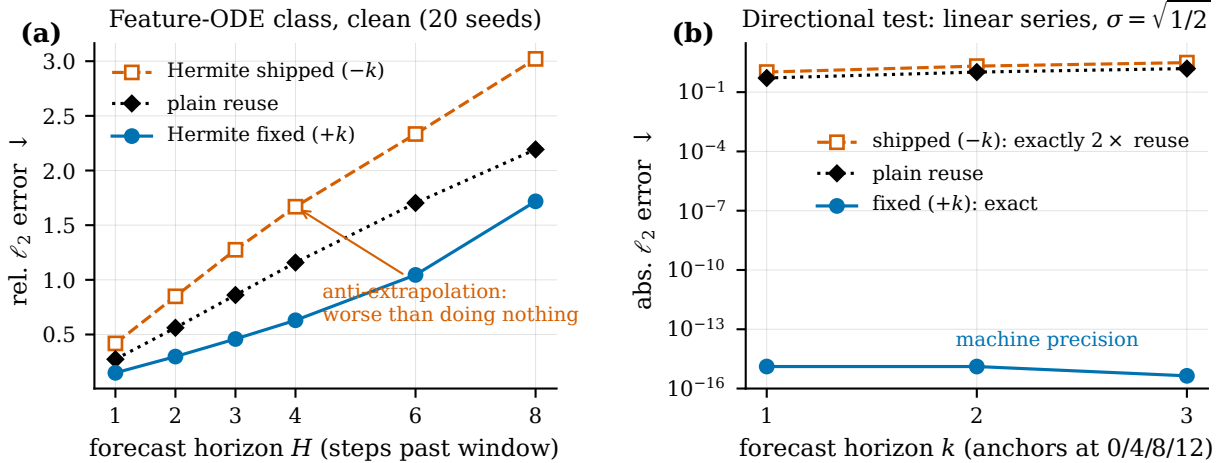 Feature-ODE class, clean (20 seeds)
(a)
3.0
2.5
2.0
1.5
1.0
0.5
rel. ℓ₂ error ↓
Hermite shipped (−k)
plain reuse
Hermite fixed (+k)
anti-extrapolation:
worse than doing nothing
1 2 3 4 6 8
forecast horizon H (steps past window)
Directional test: linear series, σ = √1/2
(b)
10⁻¹
10⁻⁴
10⁻⁷
10⁻¹⁰
10⁻¹³
10⁻¹⁶
abs. ℓ₂ error ↓
shipped (−k): exactly 2× reuse
plain reuse
fixed (+k): exact
machine precision
1 2 3
forecast horizon k (anchors at 0/4/8/12)